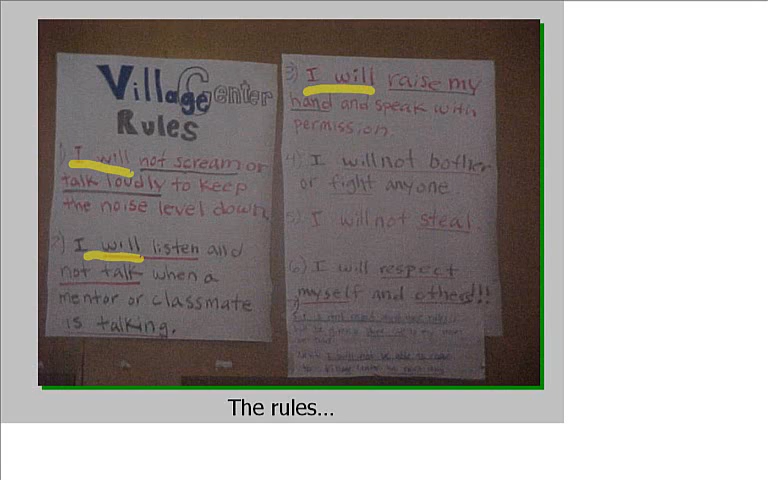 Village Center
Rules
1) I will not scream or
talk loudly to keep
the noise level down.
2) I will listen and
not talk when a
mentor or classmate
is talking.
3) I will raise my
hand and speak with
permission.
4) I will not bother
or fight anyone.
5) I will not steal.
6) I will respect
myself and others!!
The rules...